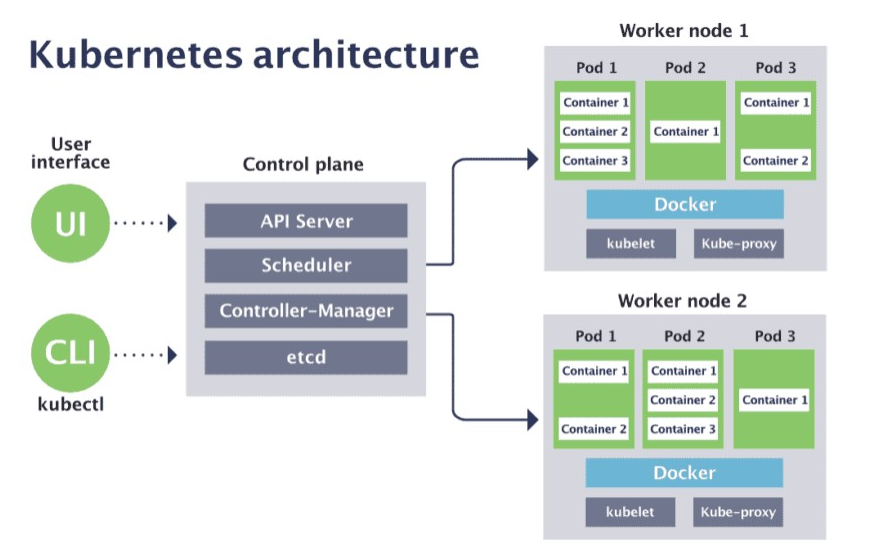 Kubernetes architecture
User
interface
UI
CLI
kubectl
Control plane
API Server
Scheduler
Controller-Manager
etcd
Worker node 1
Pod 1
Container 1
Container 2
Container 3
Pod 2
Container 1
Pod 3
Container 1
Container 2
Docker
kubelet
Kube-proxy
Worker node 2
Pod 1
Container 1
Container 2
Pod 2
Container 1
Container 2
Container 3
Pod 3
Container 1
Docker
kubelet
Kube-proxy